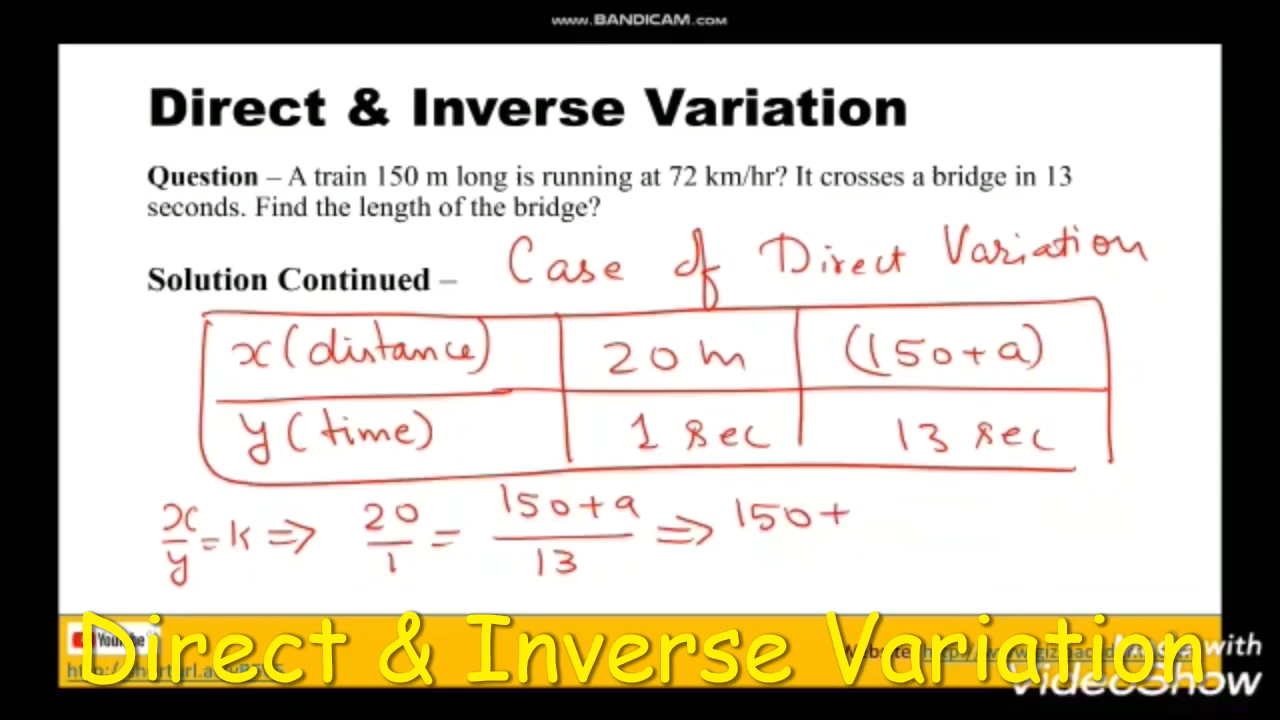 WWW.BANDICAM.COM
Direct & Inverse Variation
Question – A train 150 m long is running at 72 km/hr? It crosses a bridge in 13
seconds. Find the length of the bridge?
Case of Direct Variation
Solution Continued –
x (distance) 20 m (150+a)
y (time) 1 sec 13 sec
x/y = k ⇒ 20/1 = 150+a/13 ⇒ 150+
YouTube
Direct & Inverse Variation
with
VideoShow